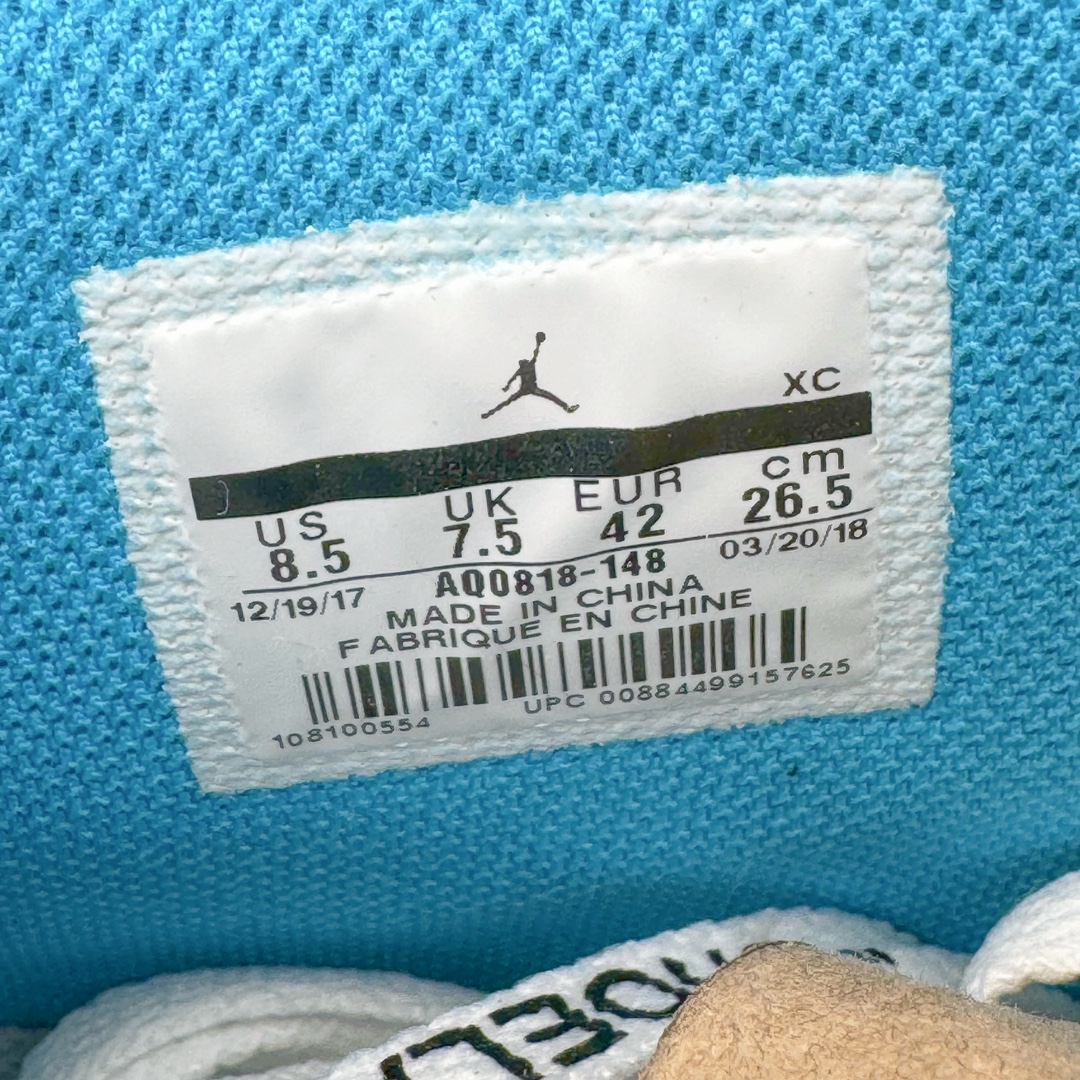 XC
US UK EUR cm
8.5 7.5 42 26.5
12/19/17 AQ0818-148 03/20/18
MADE IN CHINA
FABRIQUE EN CHINE
108100554 UPC 00884499157625